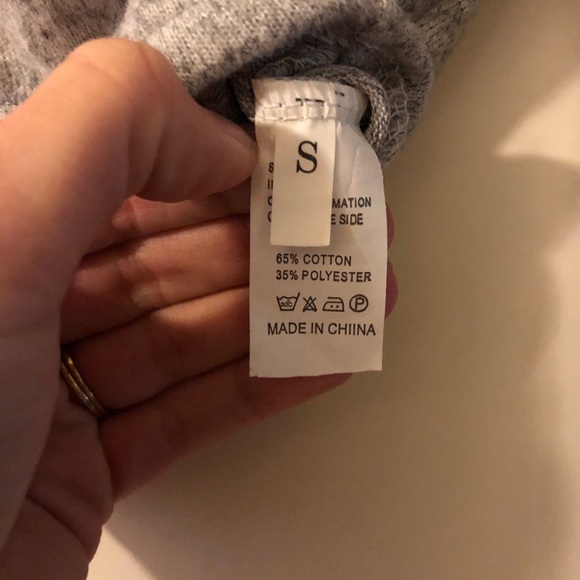 S
MATION
E SIDE
65% COTTON
35% POLYESTER
MADE IN CHIINA